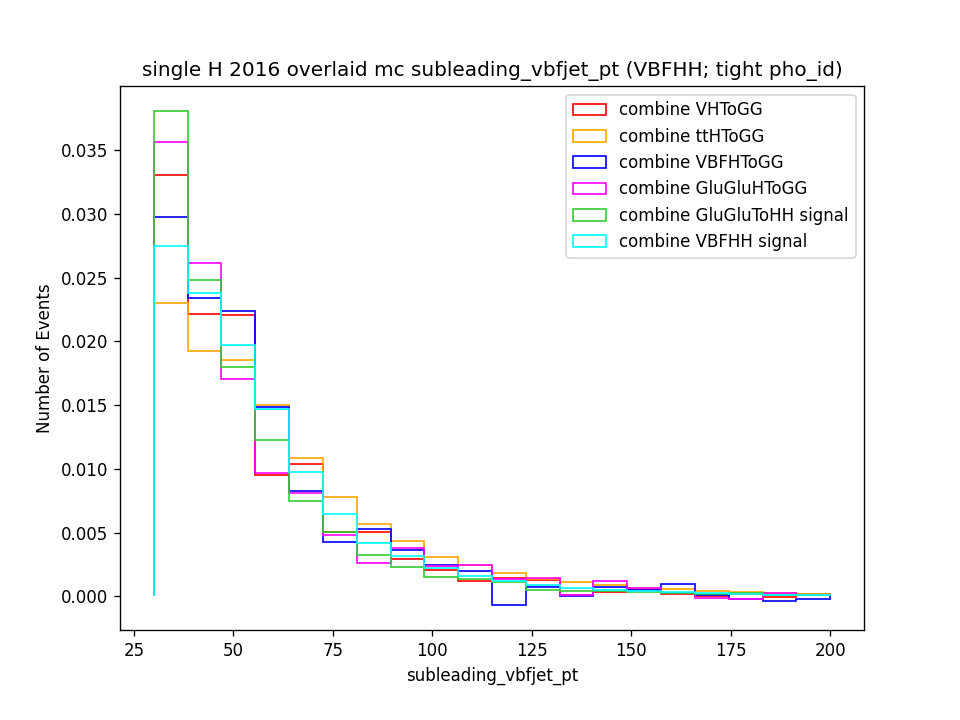 single H 2016 overlaid mc subleading_vbfjet_pt (VBFHH; tight pho_id)
combine VHToGG
combine ttHToGG
combine VBFHToGG
combine GluGluHToGG
combine GluGluToHH signal
combine VBFHH signal
Number of Events
0.035
0.030
0.025
0.020
0.015
0.010
0.005
0.000
25 50 75 100 125 150 175 200
subleading_vbfjet_pt